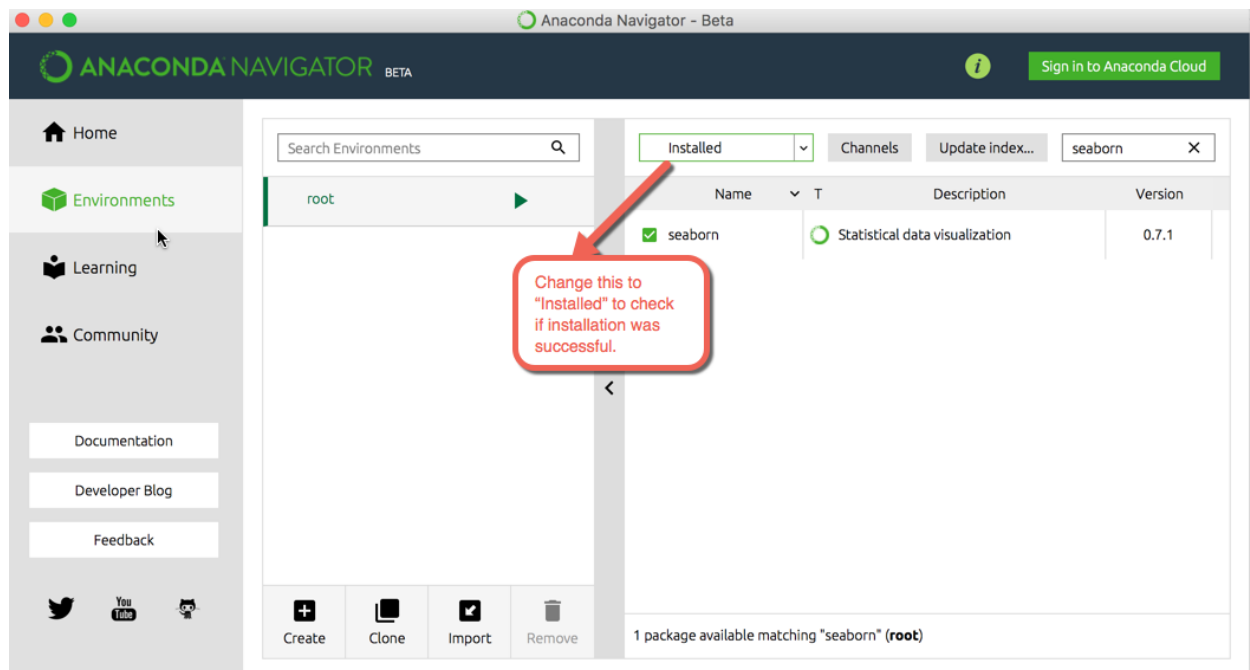 Anaconda Navigator - Beta
ANACONDA NAVIGATOR BETA
i
Sign in to Anaconda Cloud
Home
Environments
Learning
Community
Documentation
Developer Blog
Feedback
You
Tube
Search Environments
root
Create
Clone
Import
Remove
Installed
Channels
Update index...
seaborn
Name
T
Description
Version
seaborn
Statistical data visualization
0.7.1
Change this to
“Installed” to check
if installation was
successful.
1 package available matching "seaborn" (root)